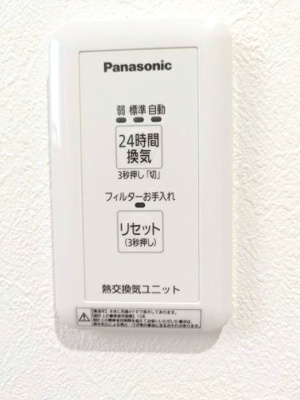 Panasonic
弱 標準 自動
24時間
換気
3秒押し「切」
フィルターお手入れ
リセット
(3秒押し)
熱交換気ユニット